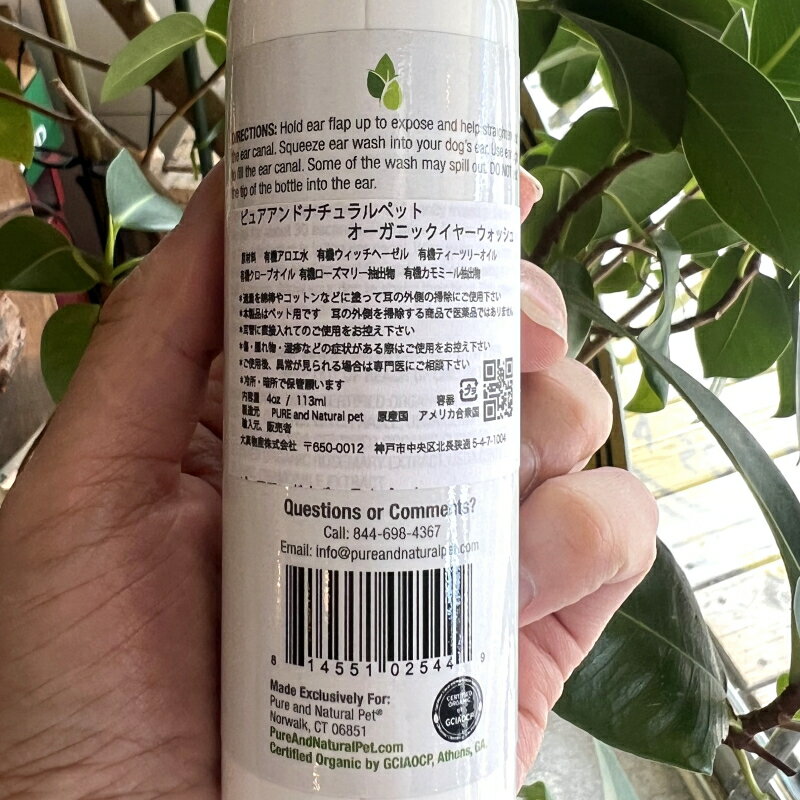 DIRECTIONS: Hold ear flap up to expose and help straighten
the ear canal. Squeeze ear wash into your dog's ear. Use
to fill the ear canal. Some of the wash may spill out. DO NOT
the tip of the bottle into the ear.
ピュアアンドナチュラルペット
オーガニックイヤーウォッシュ
原材料 有機アロエ水 有機ウィッチヘーゼル 有機ティーツリーオイル
有機クローブオイル 有機ローズマリー抽出物 有機カモミール抽出物
*適量を綿棒やコットンなどに塗って耳の外側の掃除にご使用下さい
*本製品はペット用です 耳の外側を掃除する商品で医薬品ではありません
*耳管に直接入れてのご使用をお控え下さい
*傷・腫れ物・湿疹などの症状がある際はご使用をお控え下さい
*ご使用後、異常が見られる場合は専門医にご相談下さい
*冷所・暗所で保管願います
内容量 4oz / 113ml 容器
製造元 PURE and Natural pet 原産国 アメリカ合衆国
輸入元、販売者
大真物産株式会社 〒650-0012 神戸市中央区北長狭通5-4-7-1004
Questions or Comments?
Call: 844-698-4367
Email: info@pureandnaturalpet.com
8 14551 02544 9
Made Exclusively For:
Pure and Natural Pet®
Norwalk, CT 06851
PureAndNaturalPet.com
Certified Organic by GCIAOCP, Athens, GA.
CERTIFIED
ORGANIC
BY
GCIAOCP